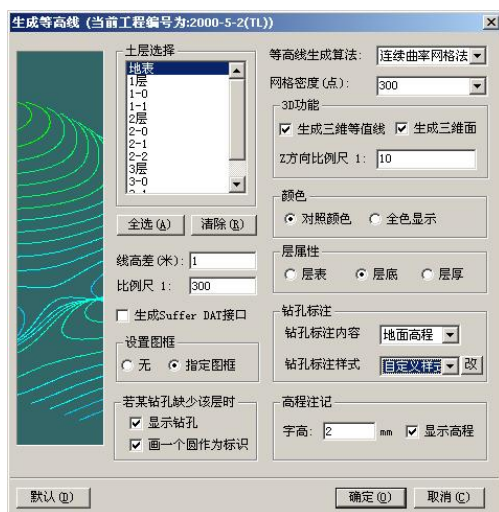 生成等高线 (当前工程编号为:2000-5-2(TL))
土层选择
地表
1层
1-0
1-1
2层
2-0
2-1
2-2
3层
3-0
全选(A)
清除(R)
线高差(米): 1
比例尺 1: 300
生成Suffer DAT接口
设置图框
无
指定图框
若某钻孔缺少该层时
显示钻孔
画一个圆作为标识
等高线生成算法: 连续曲率网格法
网格密度(点): 300
3D功能
生成三维等值线
生成三维面
Z方向比例尺 1: 10
颜色
对照颜色
全色显示
层属性
层表
层底
层厚
钻孔标注
钻孔标注内容 地面高程
钻孔标注样式 自定义样式 改
高程注记
字高: 2 mm
显示高程
默认(D)
确定(O)
取消(C)